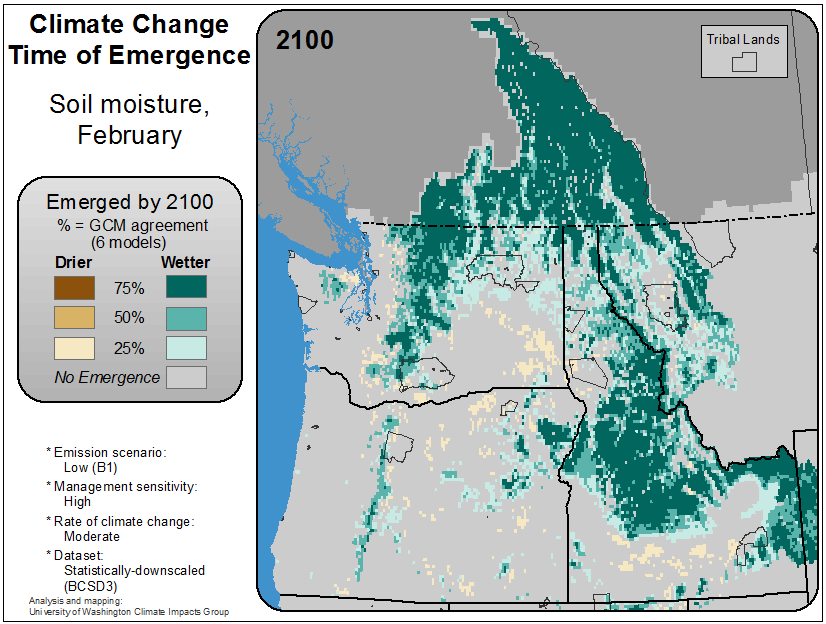 Climate Change
Time of Emergence
Soil moisture,
February
Emerged by 2100
% = GCM agreement
(6 models)
Drier Wetter
75%
50%
25%
No Emergence
* Emission scenario:
Low (B1)
* Management sensitivity:
High
* Rate of climate change:
Moderate
* Dataset:
Statistically-downscaled
(BCSD3)
Analysis and mapping:
University of Washington Climate Impacts Group
2100
Tribal Lands